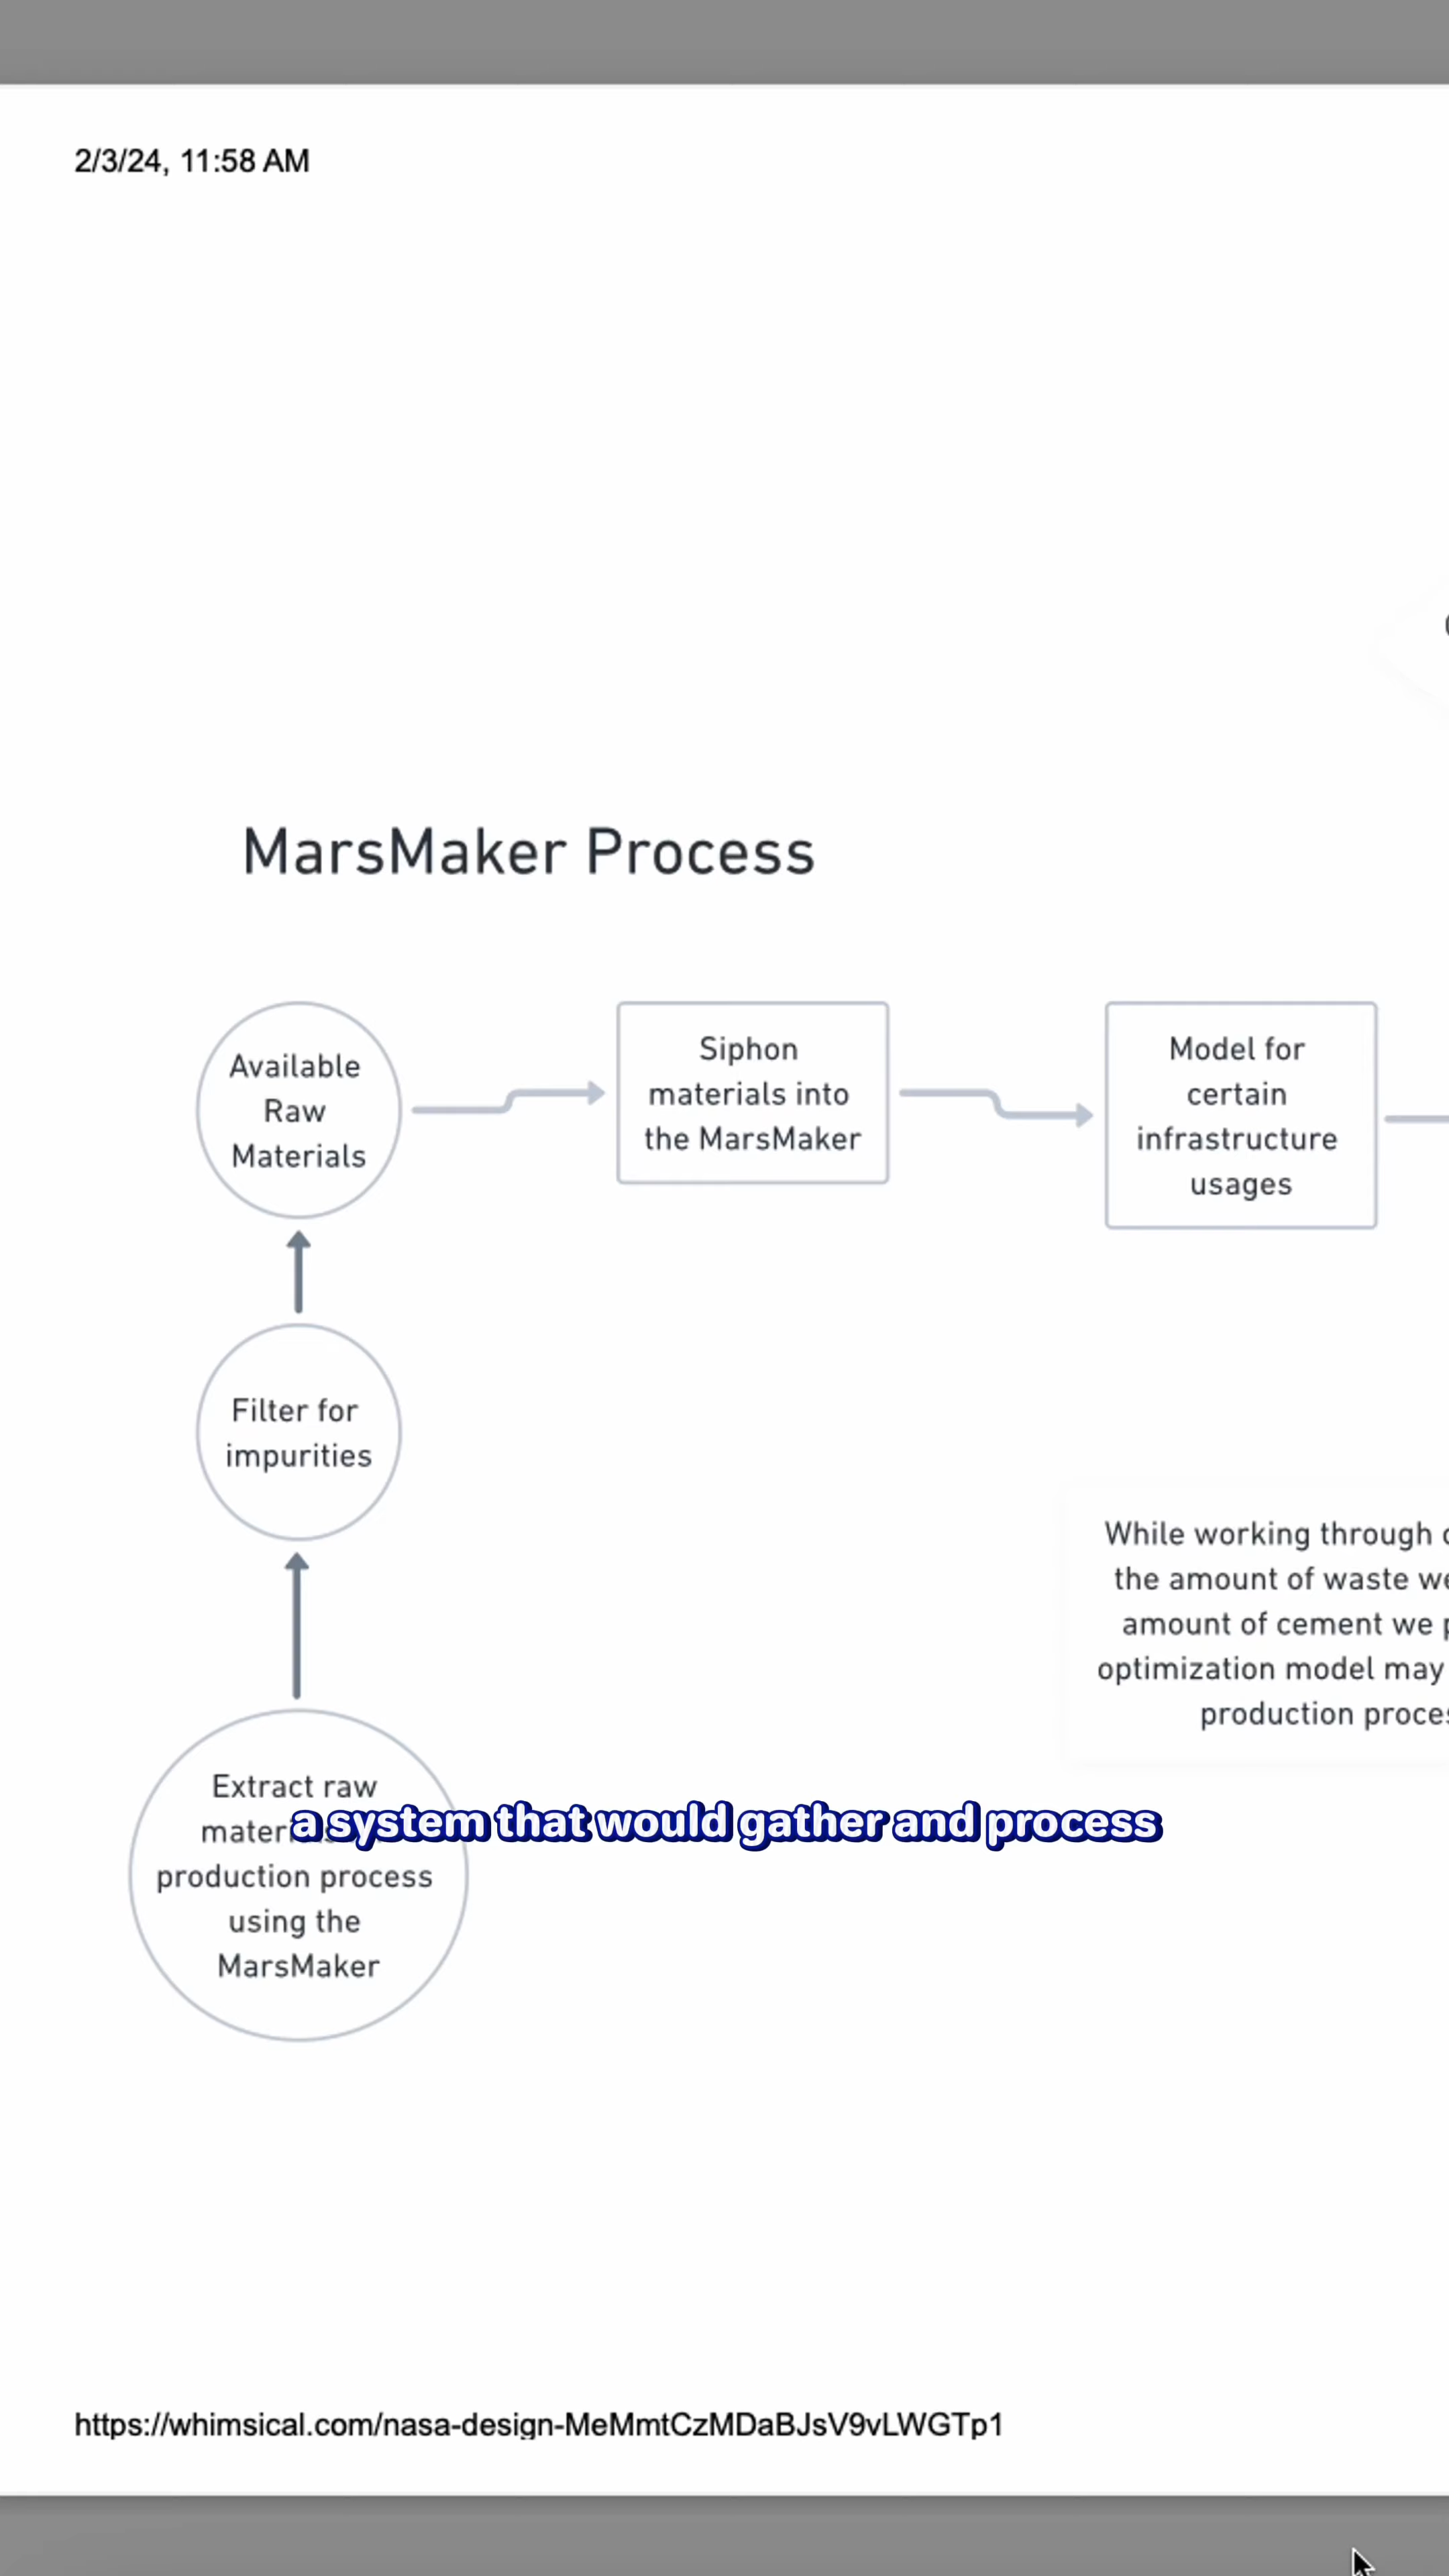 2/3/24, 11:58 AM
MarsMaker Process
Available
Raw
Materials
Siphon
materials into
the MarsMaker
Model for
certain
infrastructure
usages
Filter for
impurities
While working through
the amount of waste
amount of cement we
optimization model may
production
Extract raw
a system that would gather and process
production process
using the
MarsMaker
https://whimsical.com/nasa-design-MeMmtCzMDaBJsV9vLWGTp1